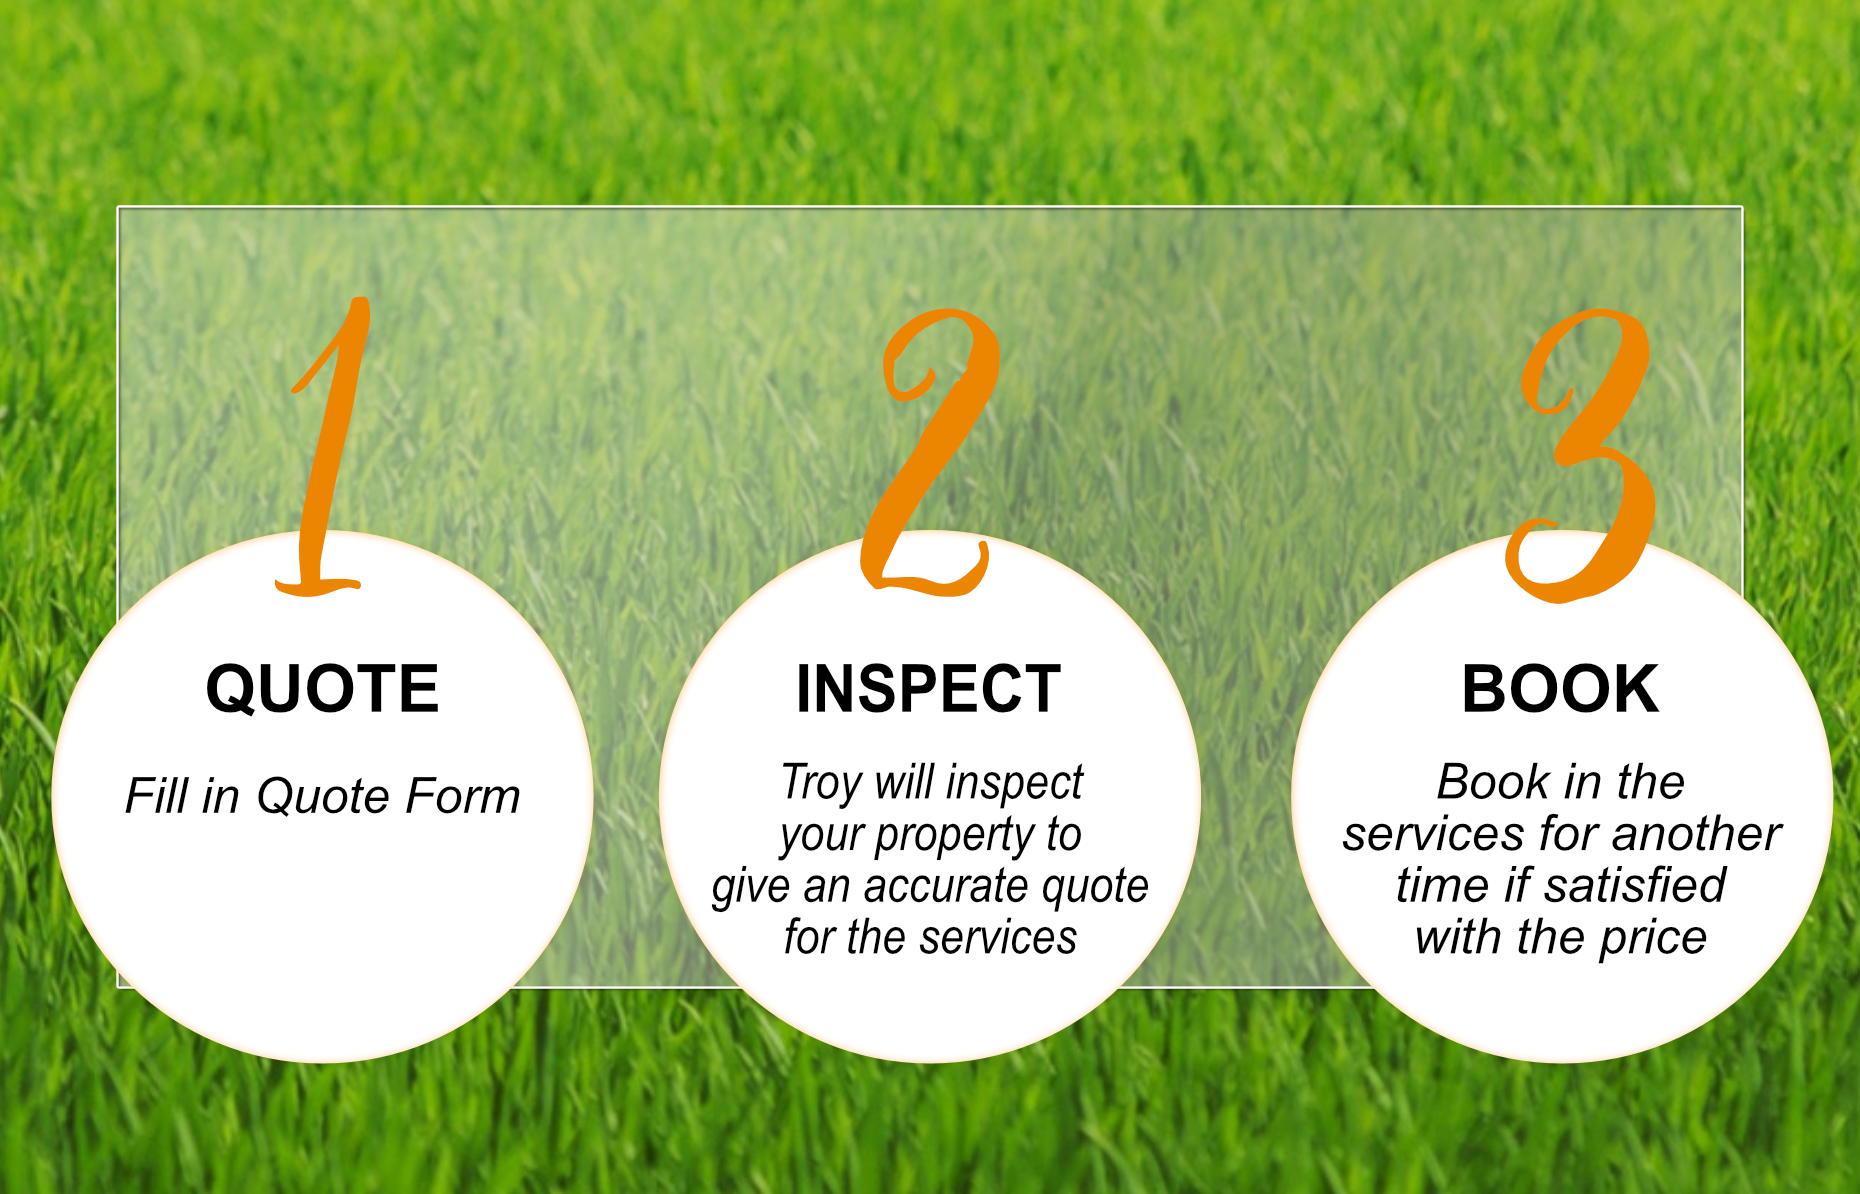 1
QUOTE
Fill in Quote Form
2
INSPECT
Troy will inspect
your property to
give an accurate quote
for the services
3
BOOK
Book in the
services for another
time if satisfied
with the price